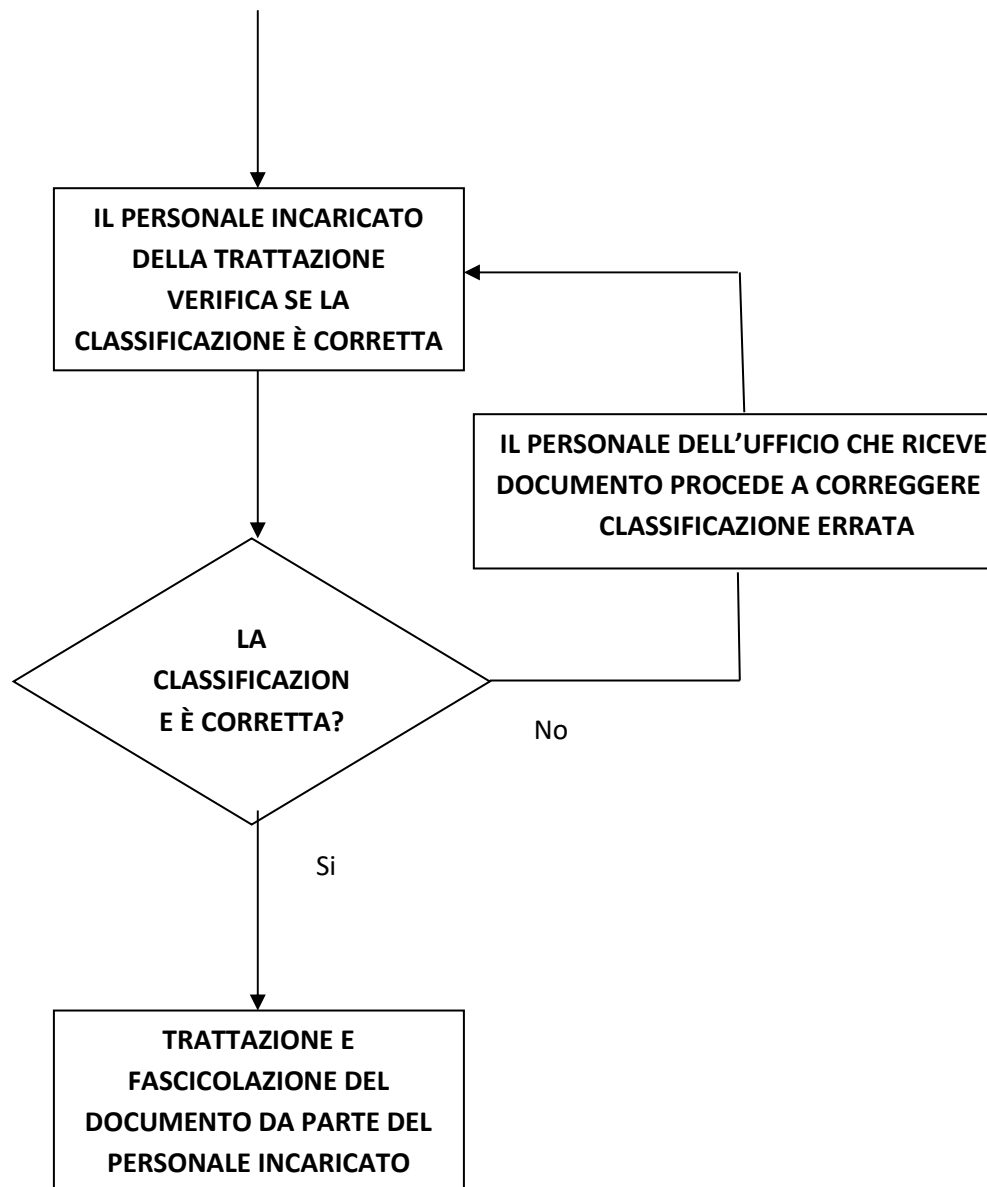 IL PERSONALE INCARICATO
DELLA TRATTAZIONE
VERIFICA SE LA
CLASSIFICAZIONE È CORRETTA
IL PERSONALE DELL’UFFICIO CHE RICEVE
DOCUMENTO PROCEDE A CORREGGERE
CLASSIFICAZIONE ERRATA
LA
CLASSIFICAZION
E È CORRETTA?
No
Si
TRATTAZIONE E
FASCICOLAZIONE DEL
DOCUMENTO DA PARTE DEL
PERSONALE INCARICATO